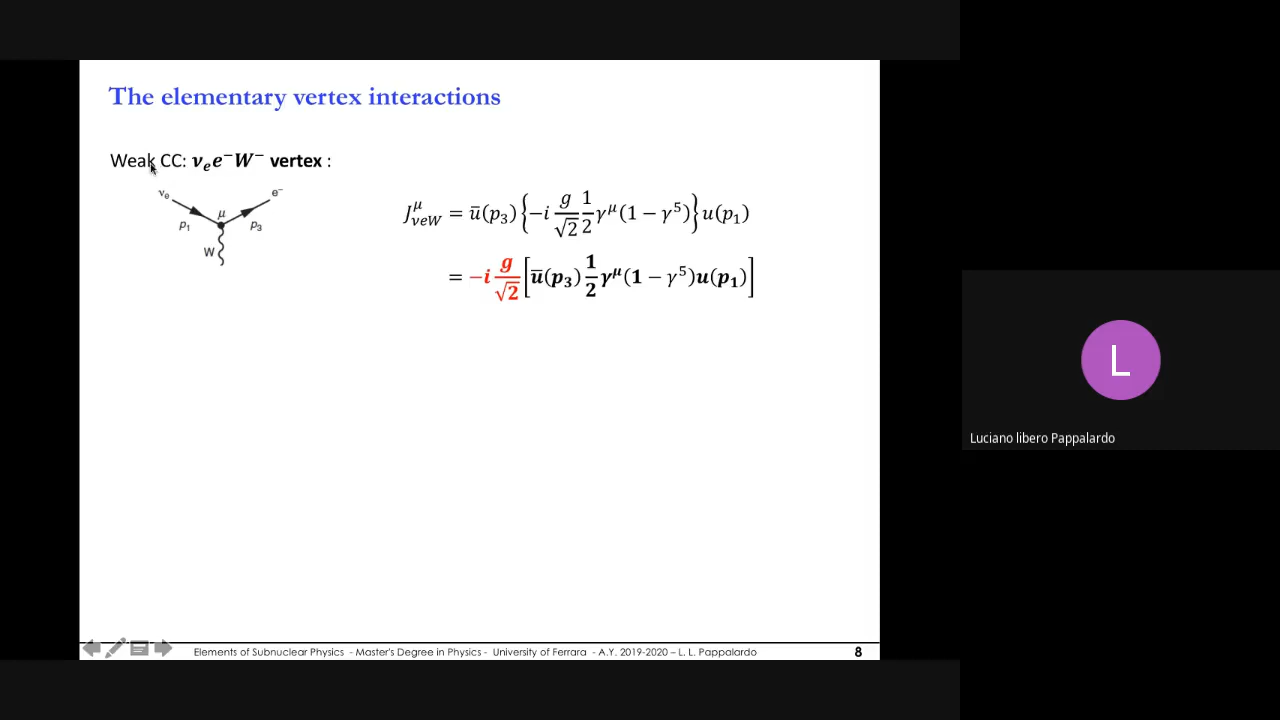 The elementary vertex interactions
Weak CC: νₑe⁻W⁻ vertex :
νₑ e⁻
μ
p₁ p₃
W
J^μ_{νeW} = ū(p₃) {−i g/√2 1/2 γ^μ(1 − γ⁵)} u(p₁)
= −i g/√2 [ū(p₃) 1/2 γ^μ(1 − γ⁵)u(p₁)]
Elements of Subnuclear Physics - Master's Degree in Physics - University of Ferrara - A.Y. 2019-2020 – L. L. Pappalardo
8
L
Luciano libero Pappalardo